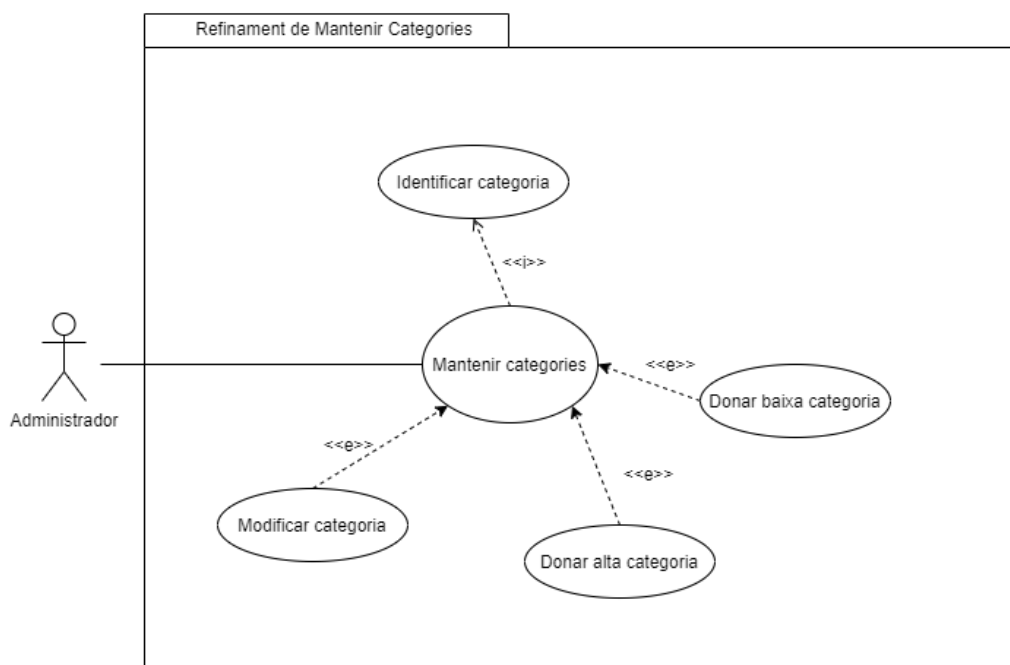 Refinament de Mantenir Categories
Identificar categoria
<<i>>
Mantenir categories
<<e>>
Donar baixa categoria
Administrador
<<e>>
<<e>>
Modificar categoria
Donar alta categoria